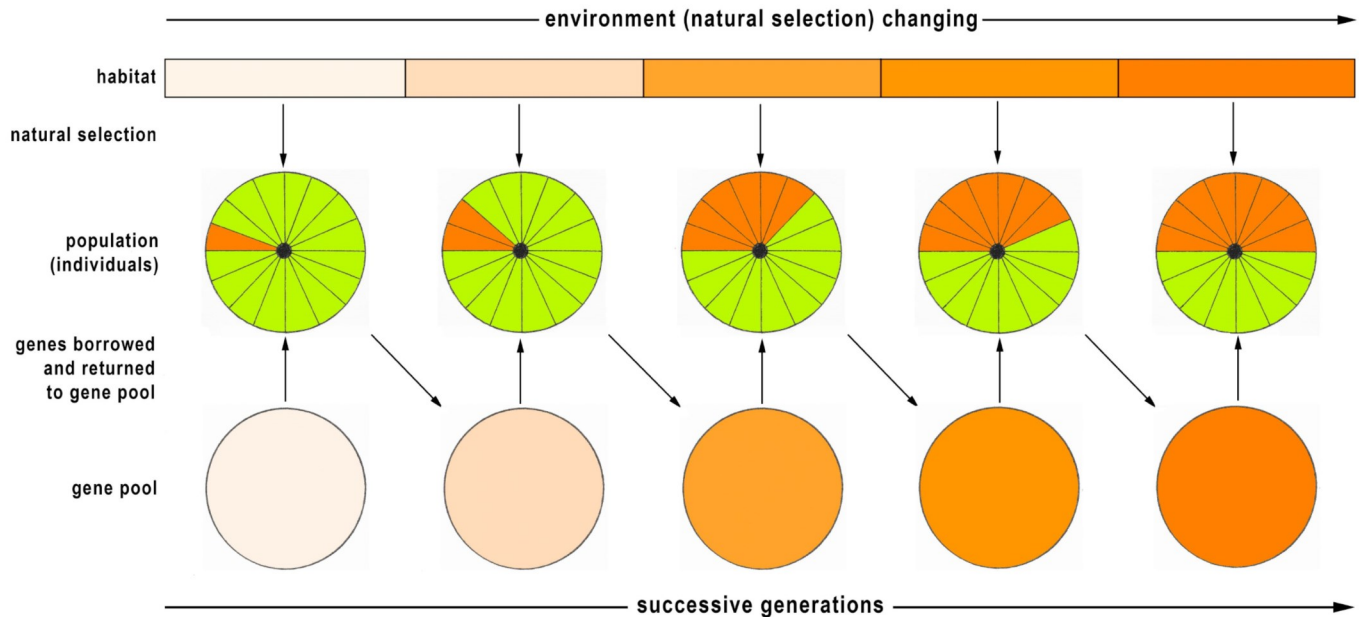 environment (natural selection) changing
habitat
natural selection
population
(individuals)
genes borrowed
and returned
to gene pool
gene pool
successive generations